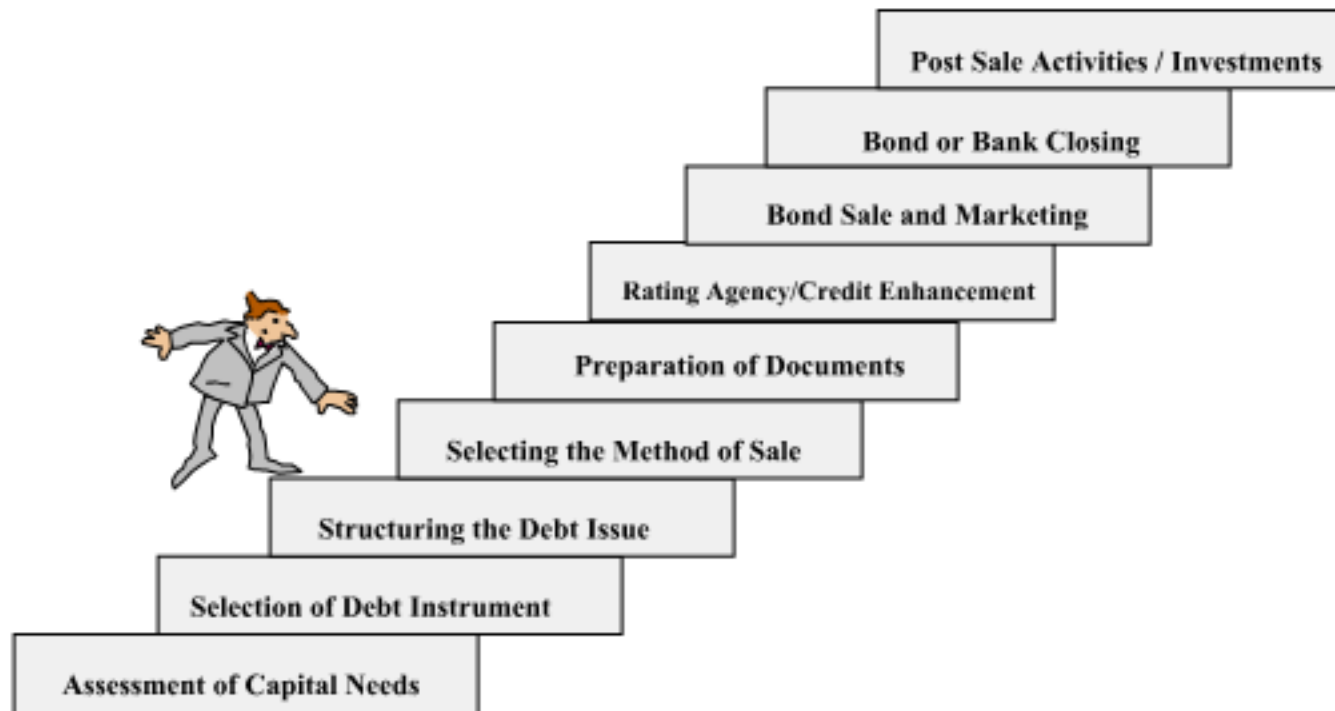 Post Sale Activities / Investments
Bond or Bank Closing
Bond Sale and Marketing
Rating Agency/Credit Enhancement
Preparation of Documents
Selecting the Method of Sale
Structuring the Debt Issue
Selection of Debt Instrument
Assessment of Capital Needs